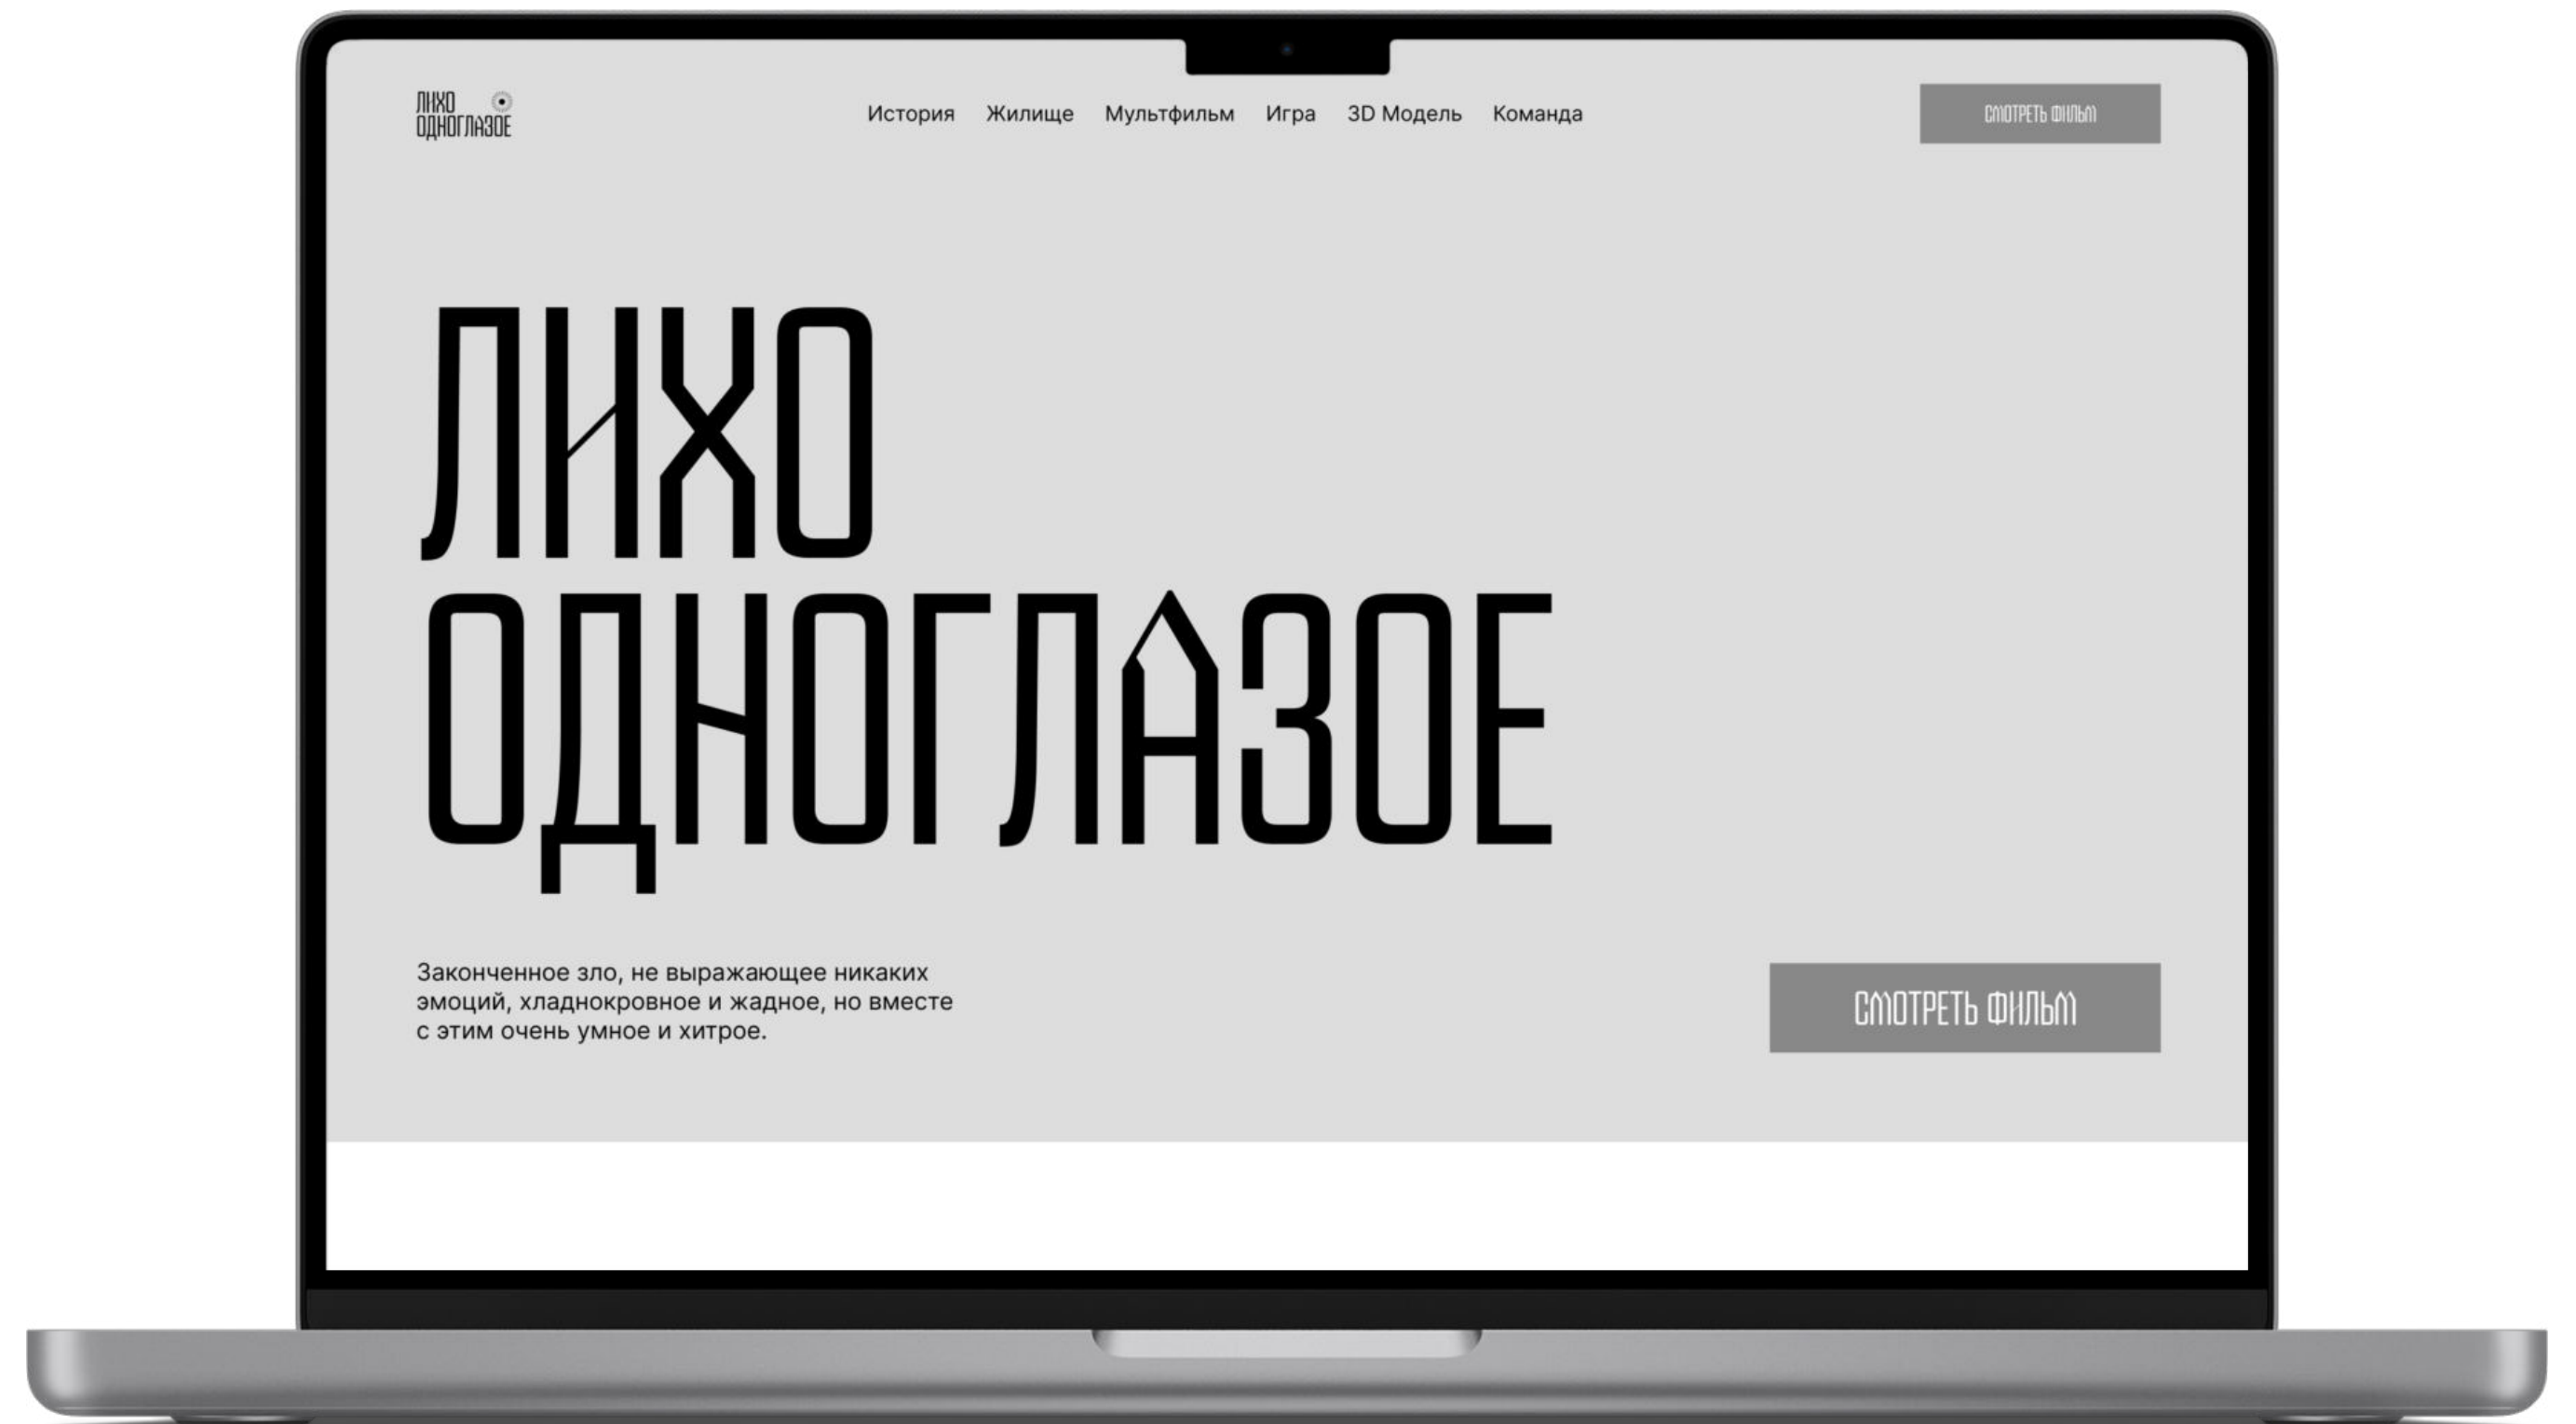 ЛИХО
ОДНОГЛАЗОЕ
История Жилище Мультфильм Игра 3D Модель Команда
СМОТРЕТЬ ФИЛЬМ
ЛИХО
ОДНОГЛАЗОЕ
Законченное зло, не выражающее никаких
эмоций, хладнокровное и жадное, но вместе
с этим очень умное и хитрое.
СМОТРЕТЬ ФИЛЬМ